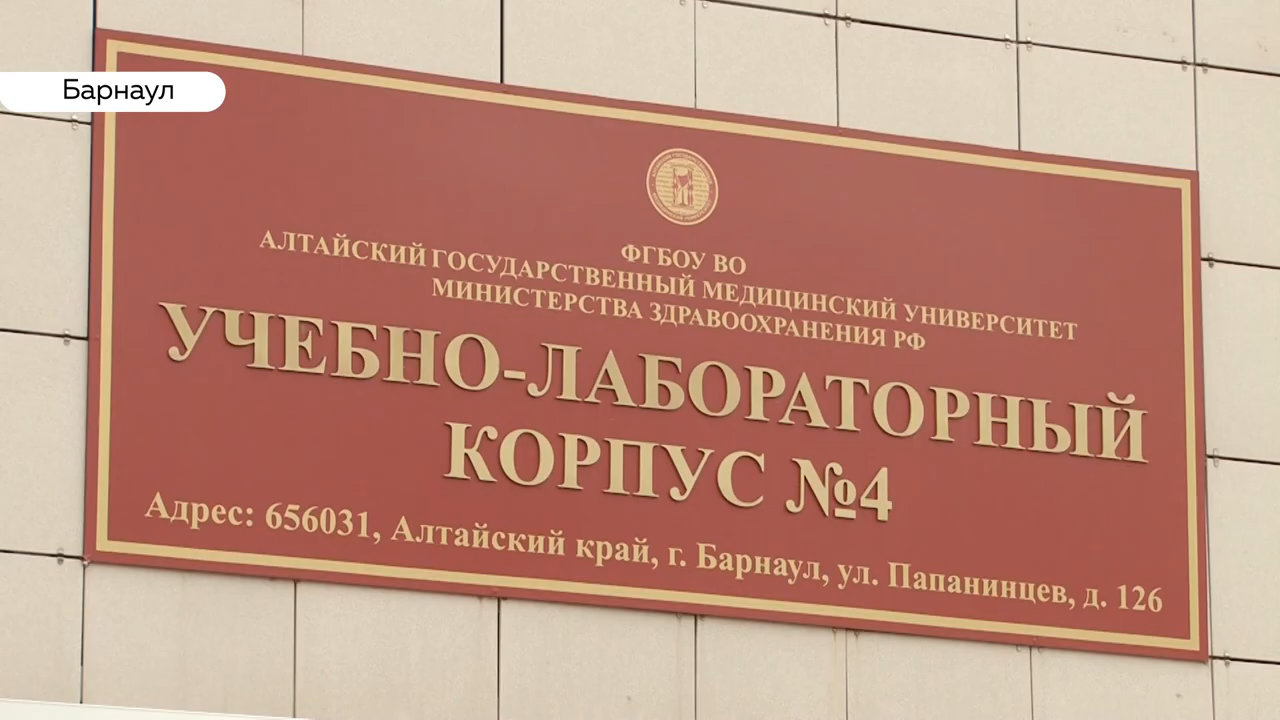 Барнаул
ФГБОУ ВО
АЛТАЙСКИЙ ГОСУДАРСТВЕННЫЙ МЕДИЦИНСКИЙ УНИВЕРСИТЕТ
МИНИСТЕРСТВА ЗДРАВООХРАНЕНИЯ РФ
УЧЕБНО-ЛАБОРАТОРНЫЙ
КОРПУС №4
Адрес: 656031, Алтайский край, г. Барнаул, ул. Папанинцев, д. 126